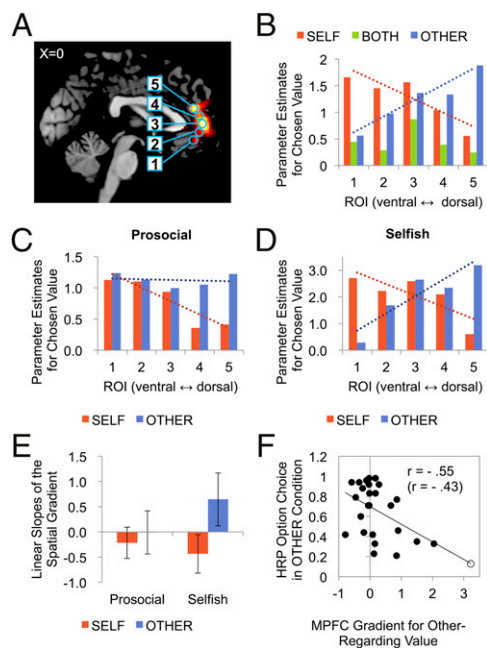 A
X=0
5
4
3
2
1
B
SELF BOTH OTHER
Parameter Estimates
for Chosen Value
2
1.5
1
0.5
0
1 2 3 4 5
ROI (ventral ↔ dorsal)
C
Prosocial
Parameter Estimates
for Chosen Value
1.5
1.0
0.5
0.0
1 2 3 4 5
ROI (ventral ↔ dorsal)
SELF OTHER
D
Selfish
Parameter Estimates
for Chosen Value
3.0
2.0
1.0
0.0
1 2 3 4 5
ROI (ventral ↔ dorsal)
SELF OTHER
E
Linear Slopes of the
Spatial Gradient
1.5
1.0
0.5
0.0
-0.5
-1.0
Prosocial Selfish
SELF OTHER
F
HRP Option Choice
in OTHER Condition
1.2
1
0.8
0.6
0.4
0.2
0
r = - .55
(r = - .43)
-1 0 1 2 3
MPFC Gradient for Other-
Regarding Value